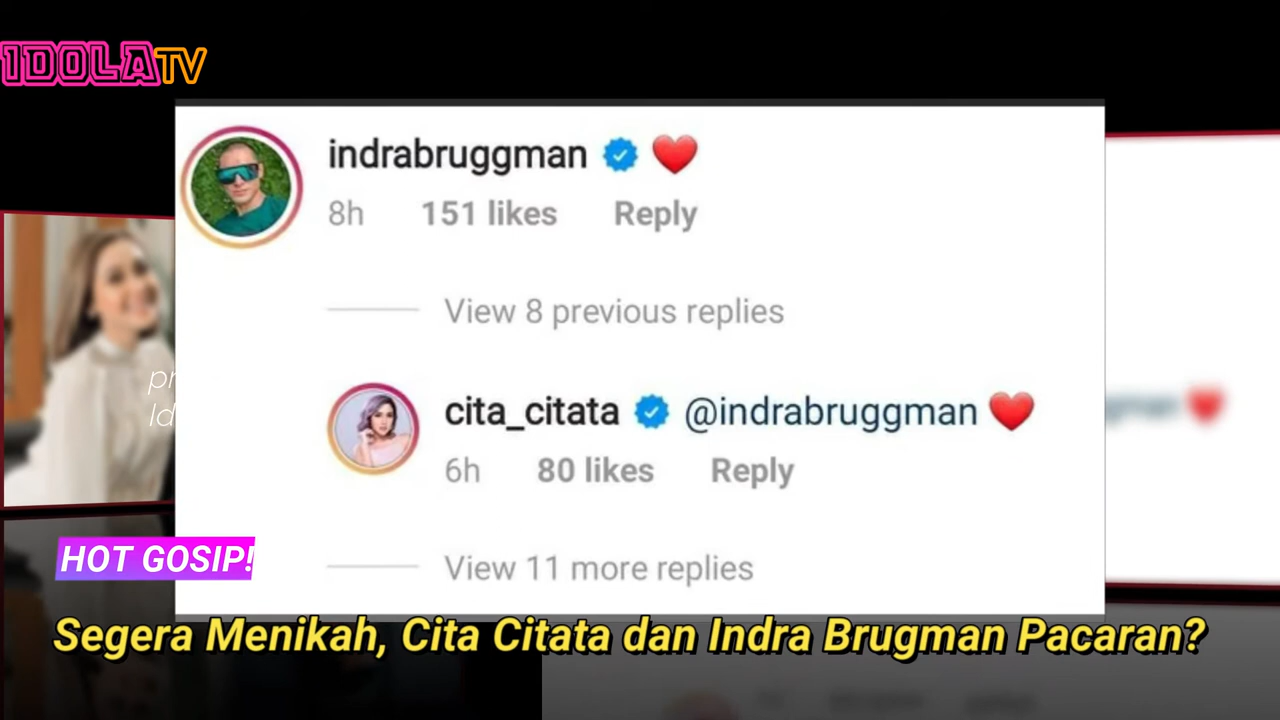 IDOLATV
indrabruggman ❤️
8h 151 likes Reply
View 8 previous replies
cita_citata @indrabruggman ❤️
6h 80 likes Reply
View 11 more replies
HOT GOSIP!
Segera Menikah, Cita Citata dan Indra Brugman Pacaran?